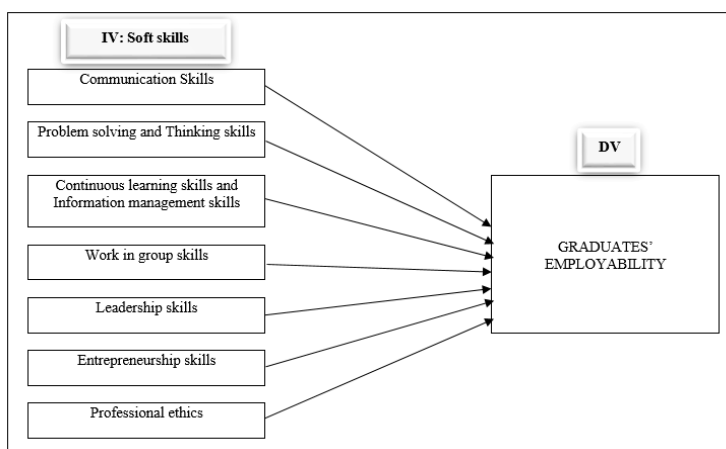 IV: Soft skills
Communication Skills
Problem solving and Thinking skills
Continuous learning skills and
Information management skills
Work in group skills
Leadership skills
Entrepreneurship skills
Professional ethics
DV
GRADUATES’
EMPLOYABILITY